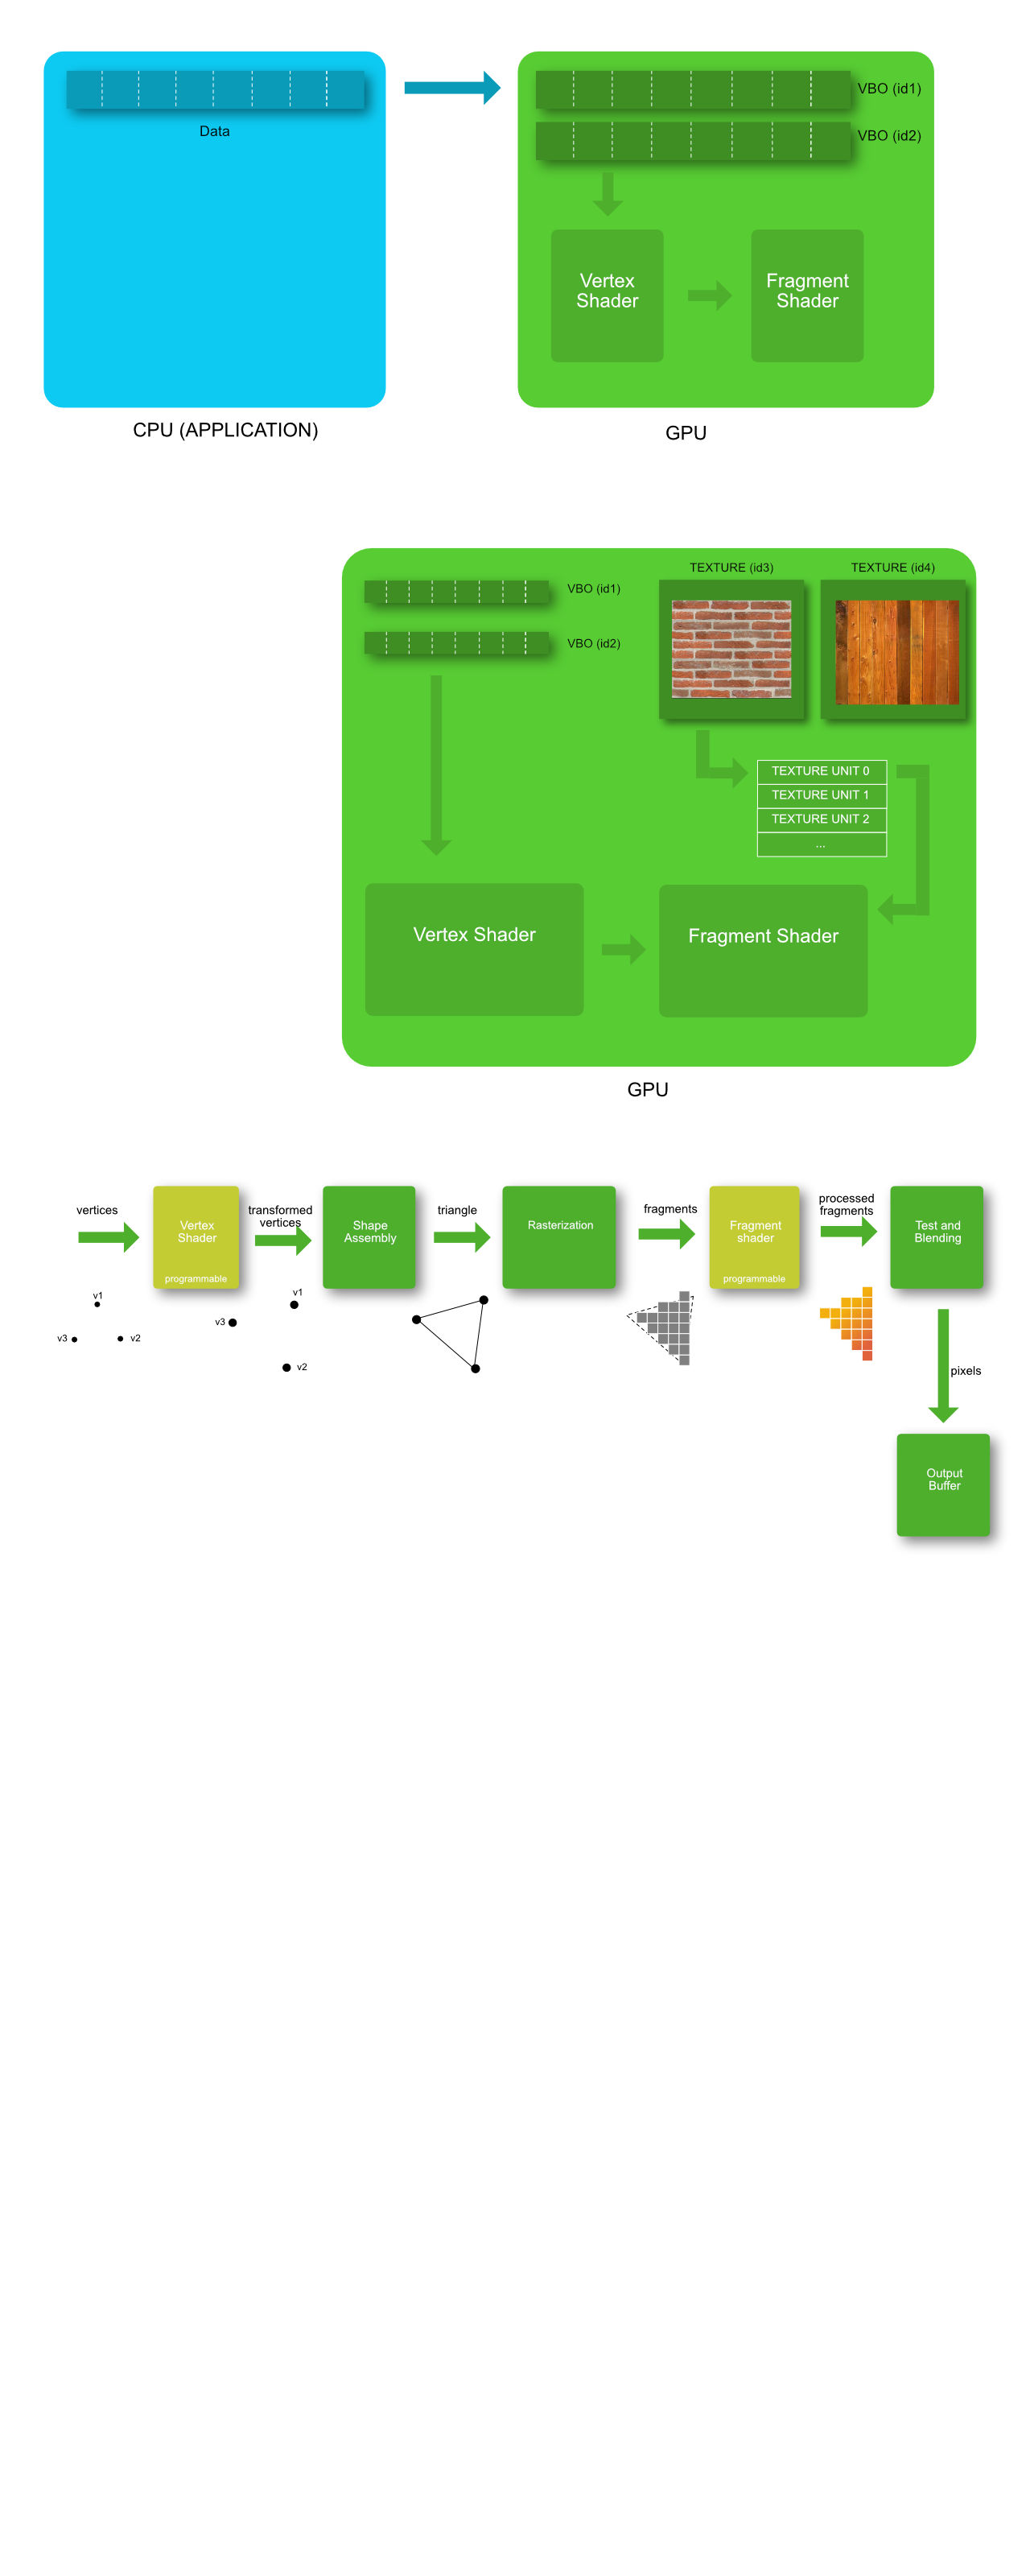 VBO (id1)
Data
VBO (id2)
Vertex
Shader
Fragment
Shader
CPU (APPLICATION)
GPU
TEXTURE (id3)
TEXTURE (id4)
VBO (id1)
VBO (id2)
TEXTURE UNIT 0
TEXTURE UNIT 1
TEXTURE UNIT 2
...
Vertex Shader
Fragment Shader
GPU
vertices
Vertex
Shader
programmable
transformed
vertices
Shape
Assembly
triangle
Rasterization
fragments
Fragment
shader
programmable
processed
fragments
Test and
Blending
v1
v3
v2
v1
v3
v2
pixels
Output
Buffer